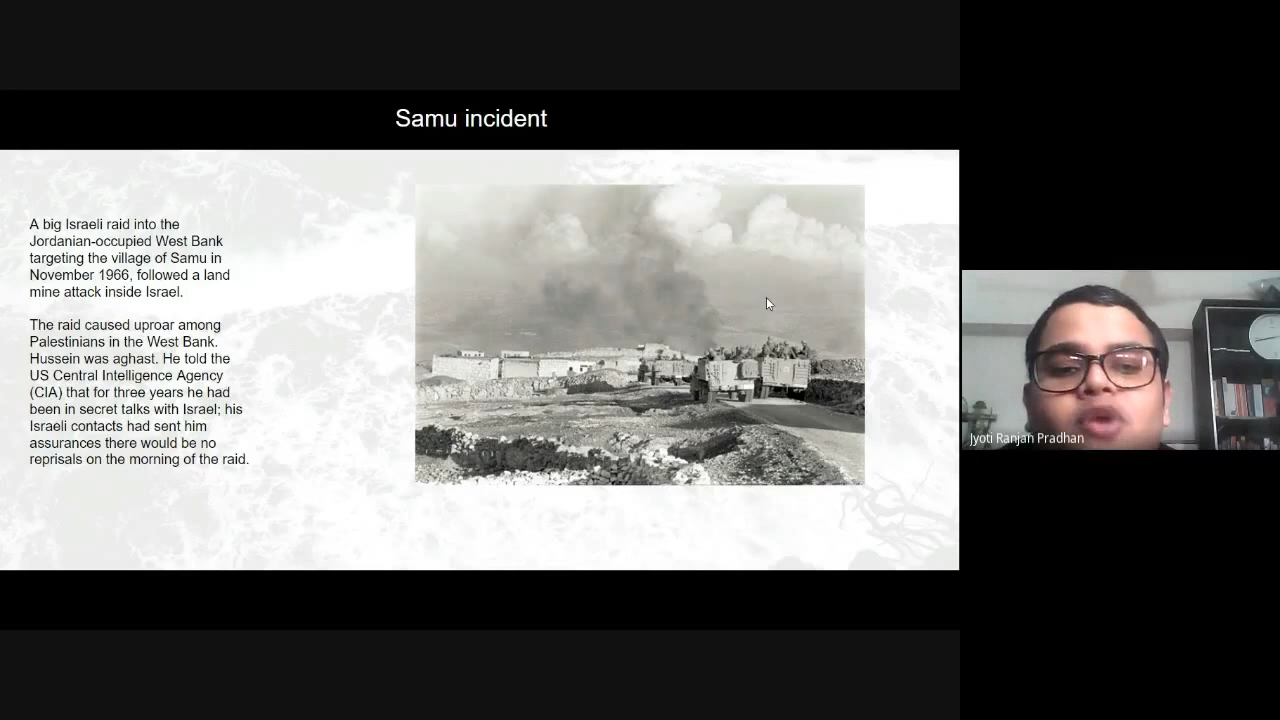 Samu incident
A big Israeli raid into the
Jordanian-occupied West Bank
targeting the village of Samu in
November 1966, followed a land
mine attack inside Israel.
The raid caused uproar among
Palestinians in the West Bank.
Hussein was aghast. He told the
US Central Intelligence Agency
(CIA) that for three years he had
been in secret talks with Israel; his
Israeli contacts had sent him
assurances there would be no
reprisals on the morning of the raid.
Jyoti Ranjan Pradhan